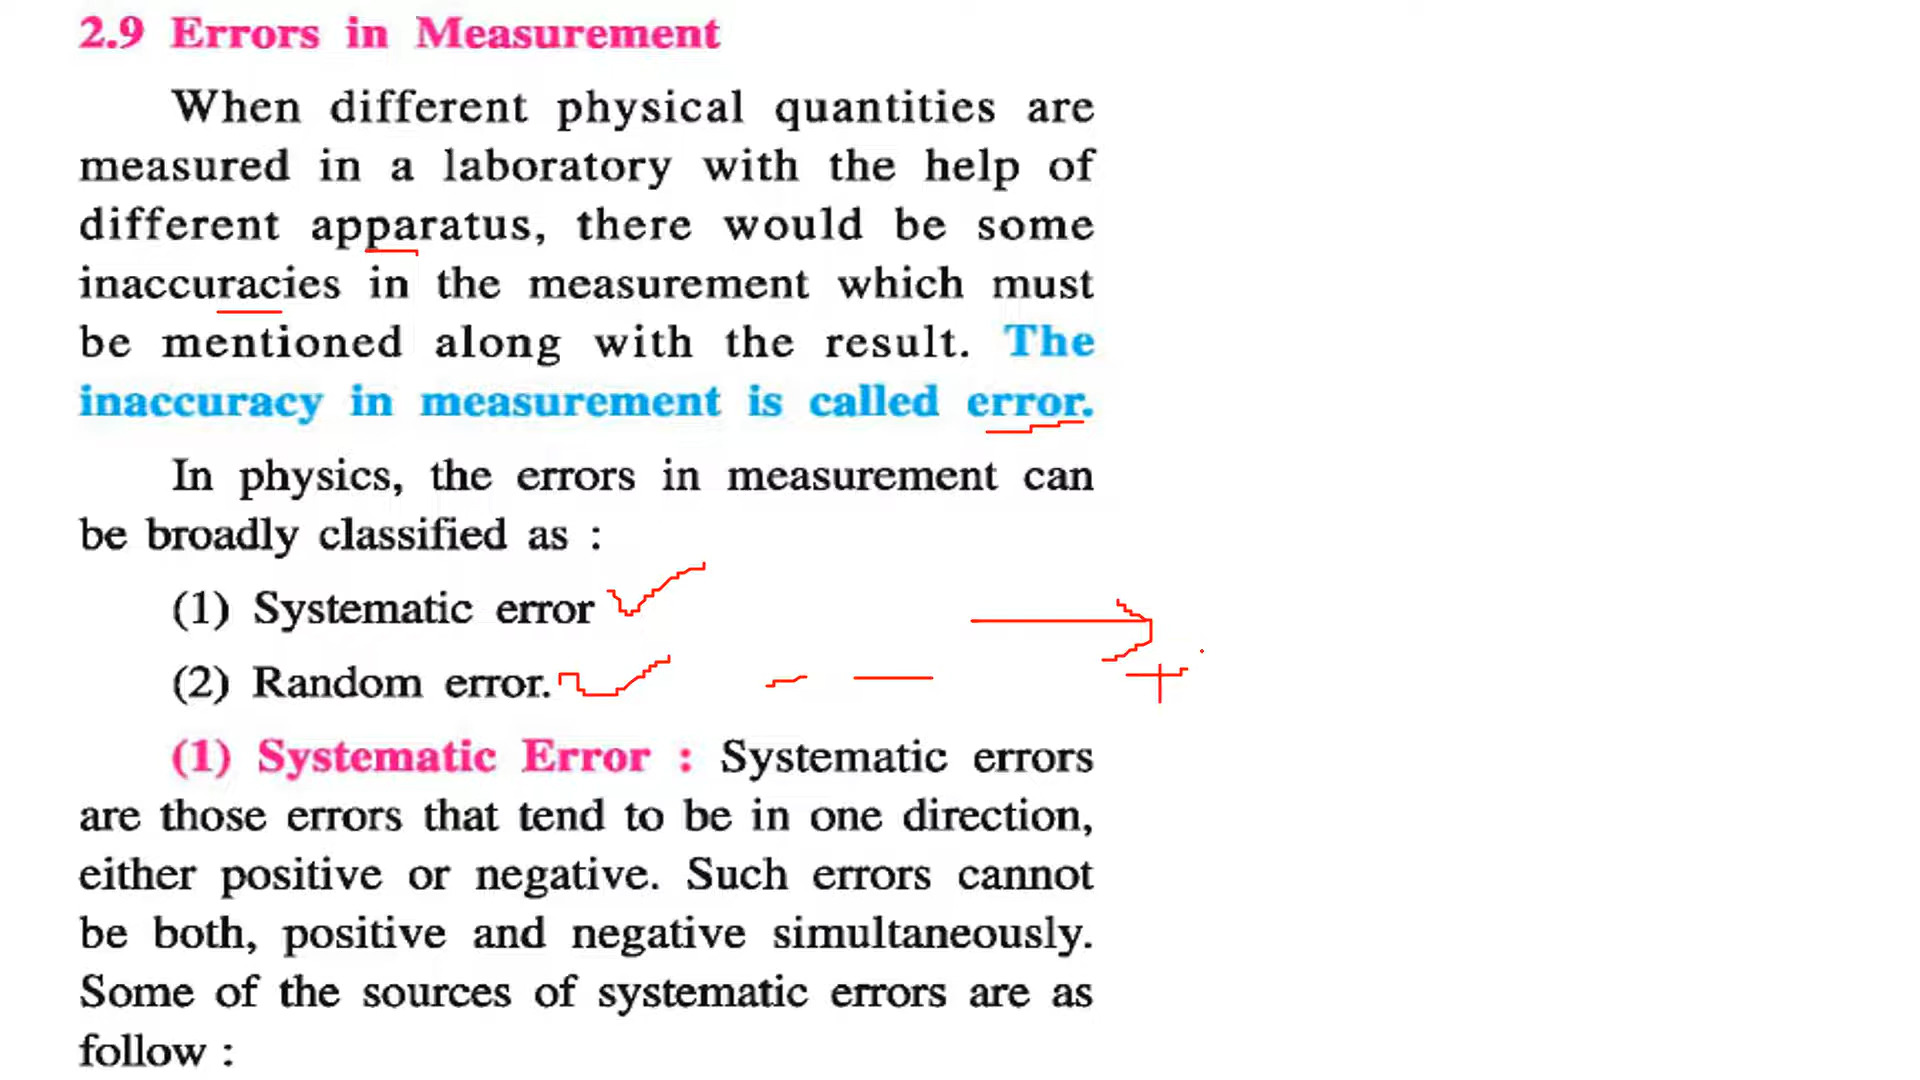 2.9 Errors in Measurement
When different physical quantities are
measured in a laboratory with the help of
different apparatus, there would be some
inaccuracies in the measurement which must
be mentioned along with the result. The
inaccuracy in measurement is called error.
In physics, the errors in measurement can
be broadly classified as :
(1) Systematic error
(2) Random error.
(1) Systematic Error : Systematic errors
are those errors that tend to be in one direction,
either positive or negative. Such errors cannot
be both, positive and negative simultaneously.
Some of the sources of systematic errors are as
follow :